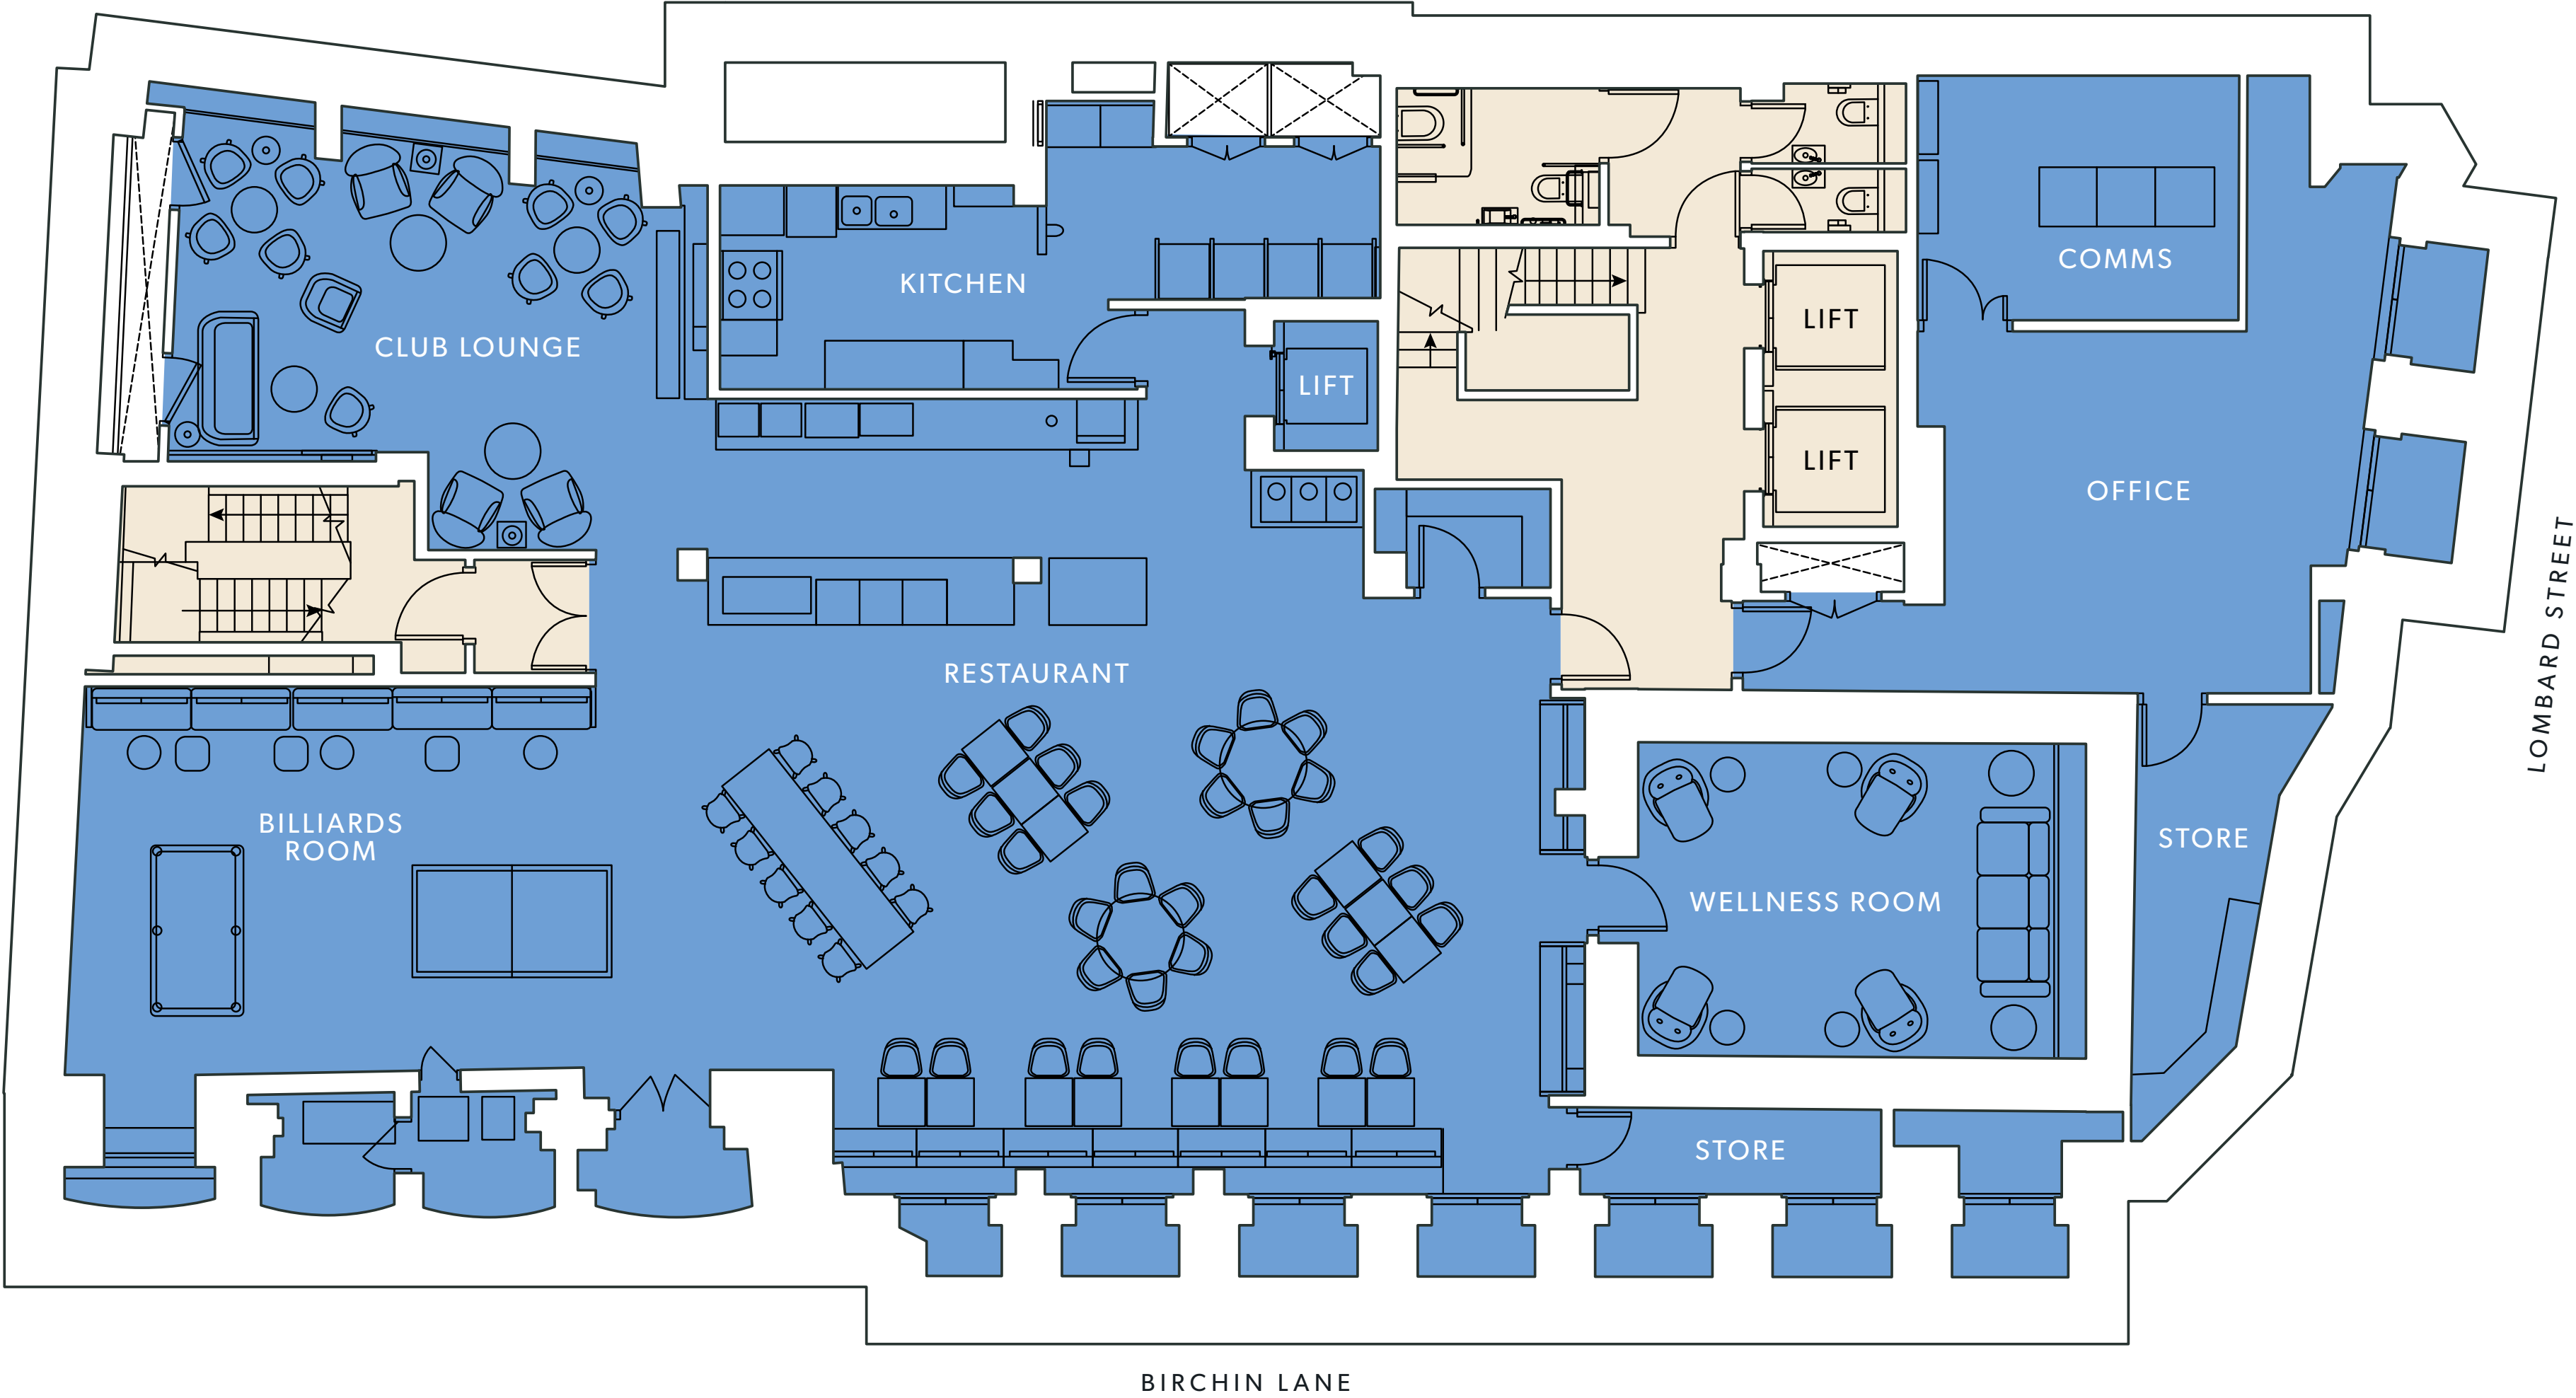 KITCHEN
COMMS
LIFT
CLUB LOUNGE
LIFT
LIFT
OFFICE
LOMBARD STREET
RESTAURANT
BILLIARDS
ROOM
STORE
WELLNESS ROOM
STORE
BIRCHIN LANE